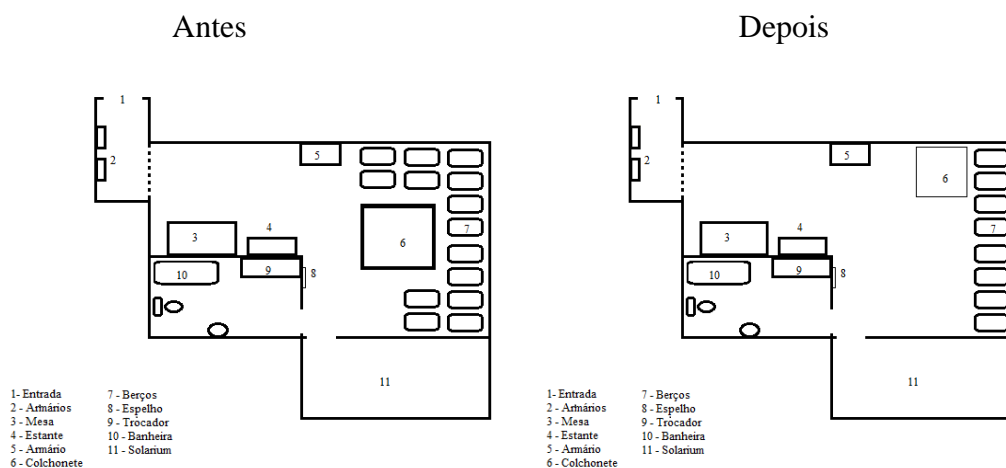 Antes
1
2
5
3
4
6
7
10
9
8
11
1- Entrada
2 - Armários
3 - Mesa
4 - Estante
5 - Armário
6 - Colchonete
7 - Berços
8 - Espelho
9 - Trocador
10 - Banheira
11 - Solarium
Depois
1
2
5
6
3
4
7
10
9
8
11
1- Entrada
2 - Armários
3 - Mesa
4 - Estante
5 - Armário
6 - Colchonete
7 - Berços
8 - Espelho
9 - Trocador
10 - Banheira
11 - Solarium